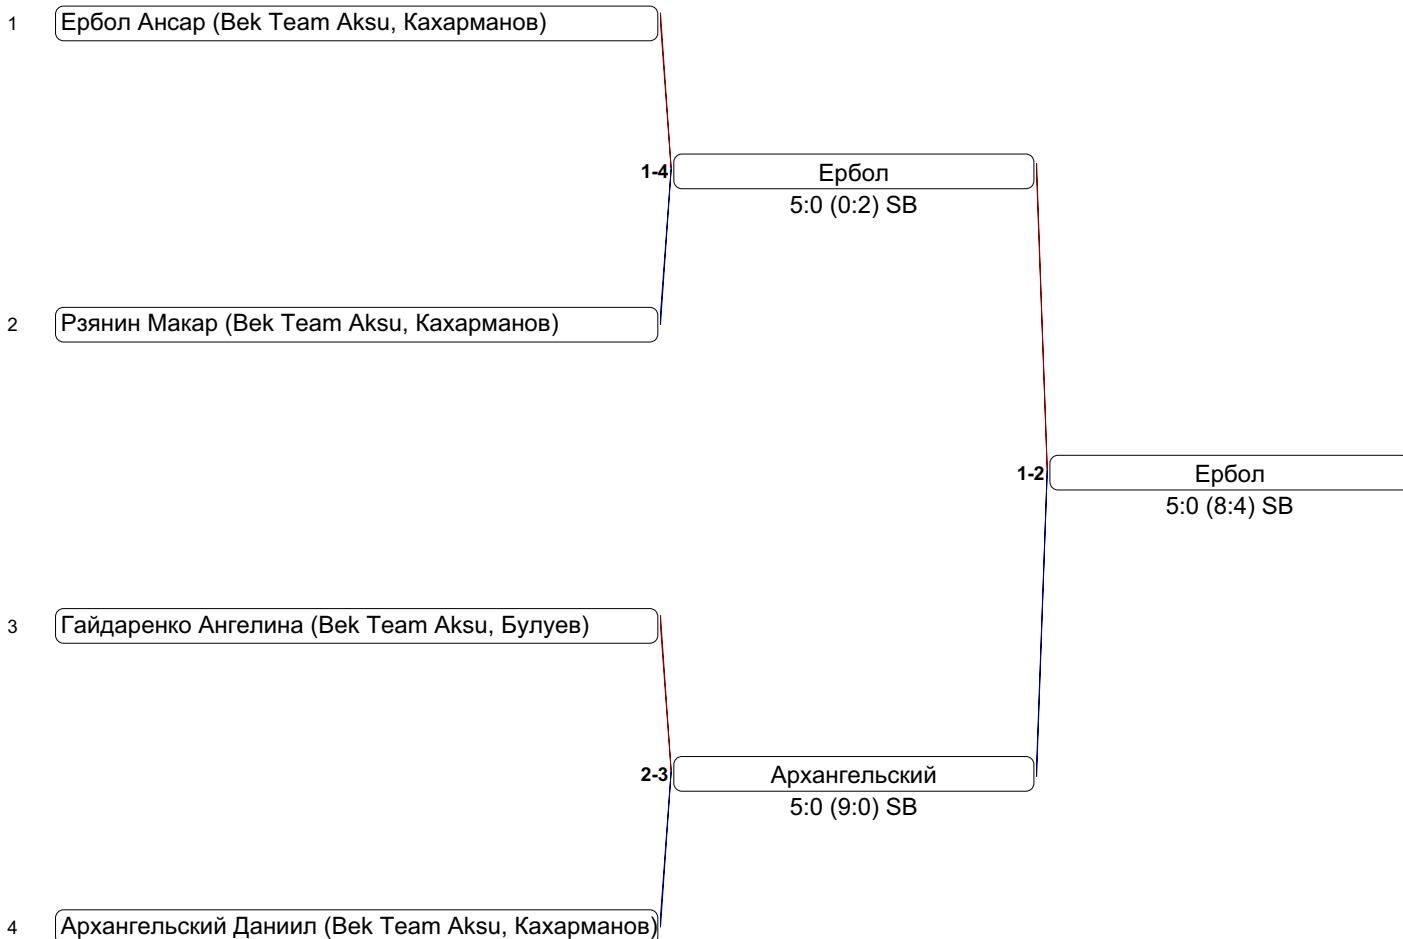 1 Ербол Ансар (Bek Team Aksu, Кахарманов)
1-4 Ербол
5:0 (0:2) SB
2 Рзянин Макар (Bek Team Aksu, Кахарманов)
1-2 Ербол
5:0 (8:4) SB
3 Гайдаренко Ангелина (Bek Team Aksu, Булуев)
2-3 Архангельский
5:0 (9:0) SB
4 Архангельский Даниил (Bek Team Aksu, Кахарманов)